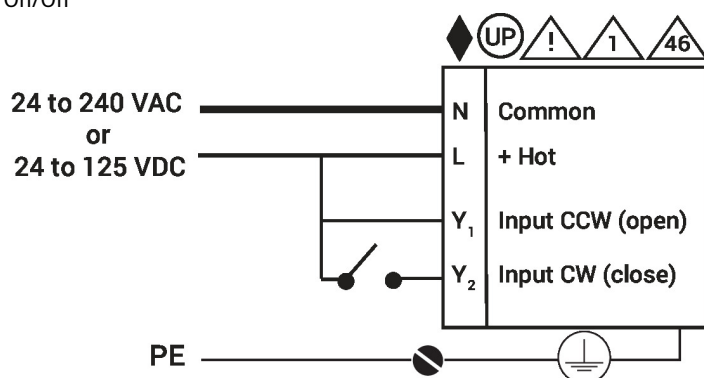 On/Off
UP ! 1 46
24 to 240 VAC
or
24 to 125 VDC
N Common
L + Hot
Y1 Input CCW (open)
Y2 Input CW (close)
PE